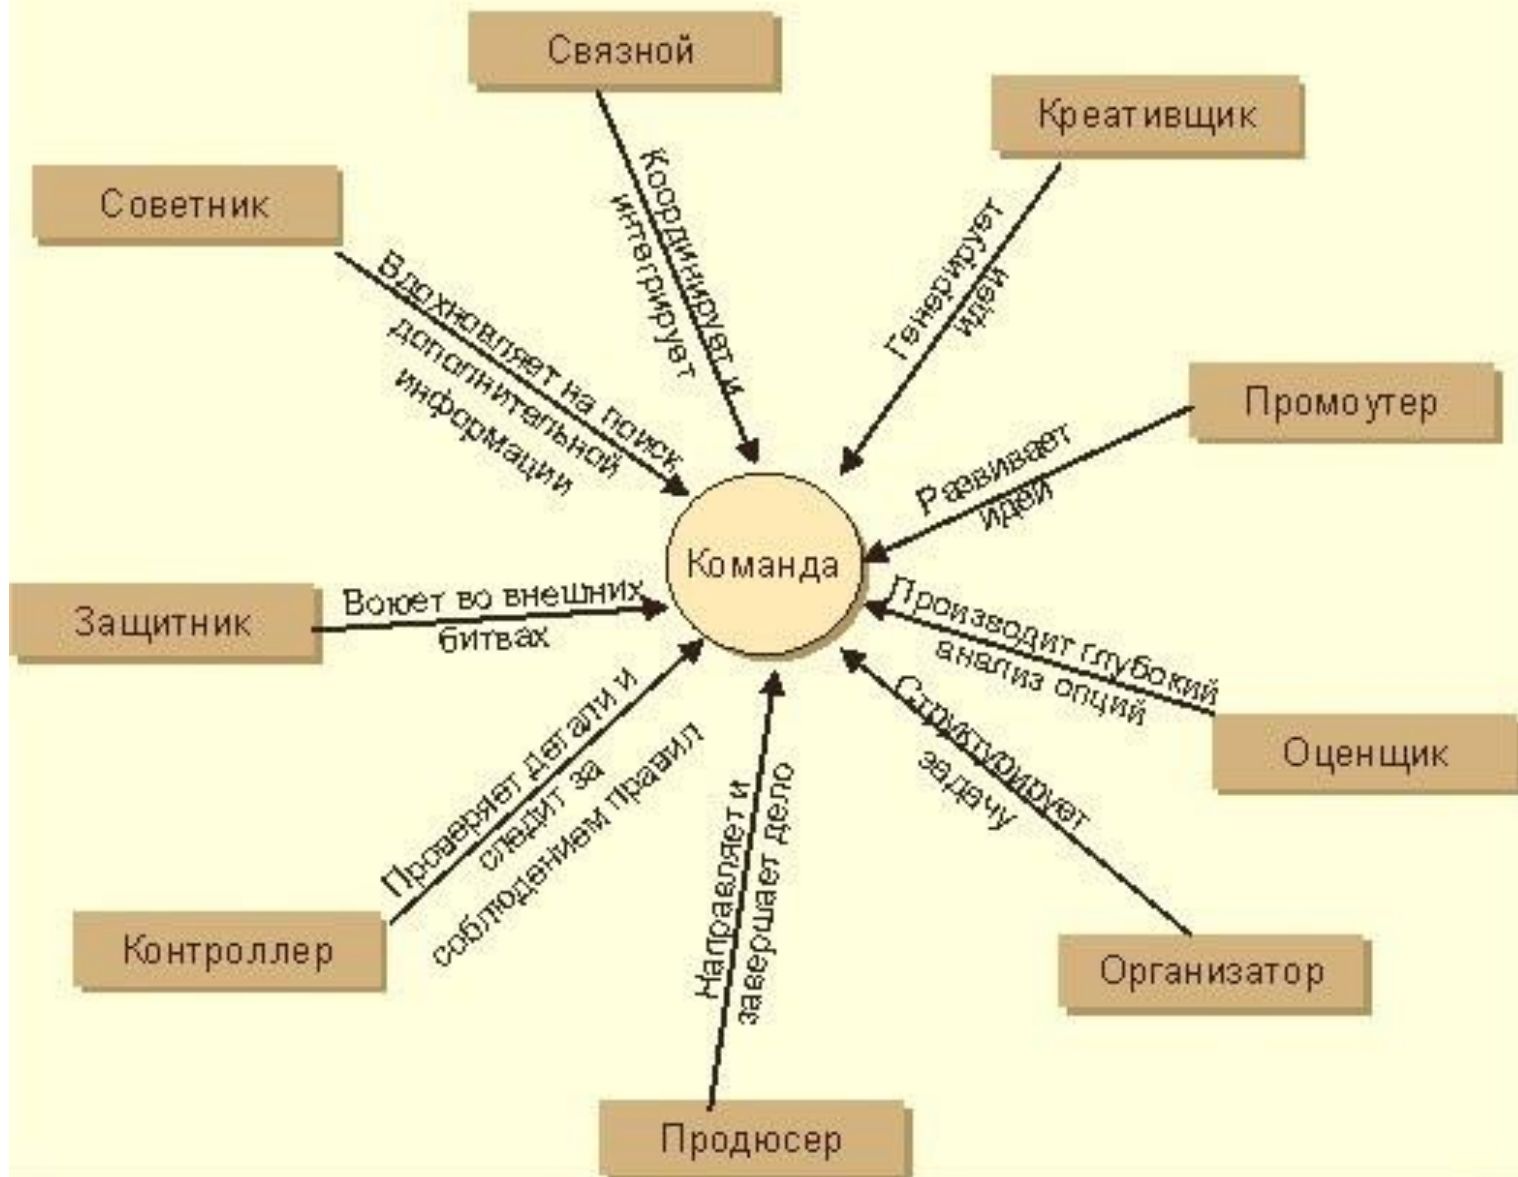 Связной
Креативщик
Советник
Координирует и
интегрирует
Генерирует
идеи
Вдохновляет на поиск
дополнительной
информации
Промоутер
Развивает
идеи
Команда
Защитник
Воюет во внешних
битвах
Производит глубокий
анализ опций
Оценщик
Структурирует
задачу
Проверяет детали и
следит за
соблюдением правил
Направляет и
завершает дело
Контроллер
Организатор
Продюсер